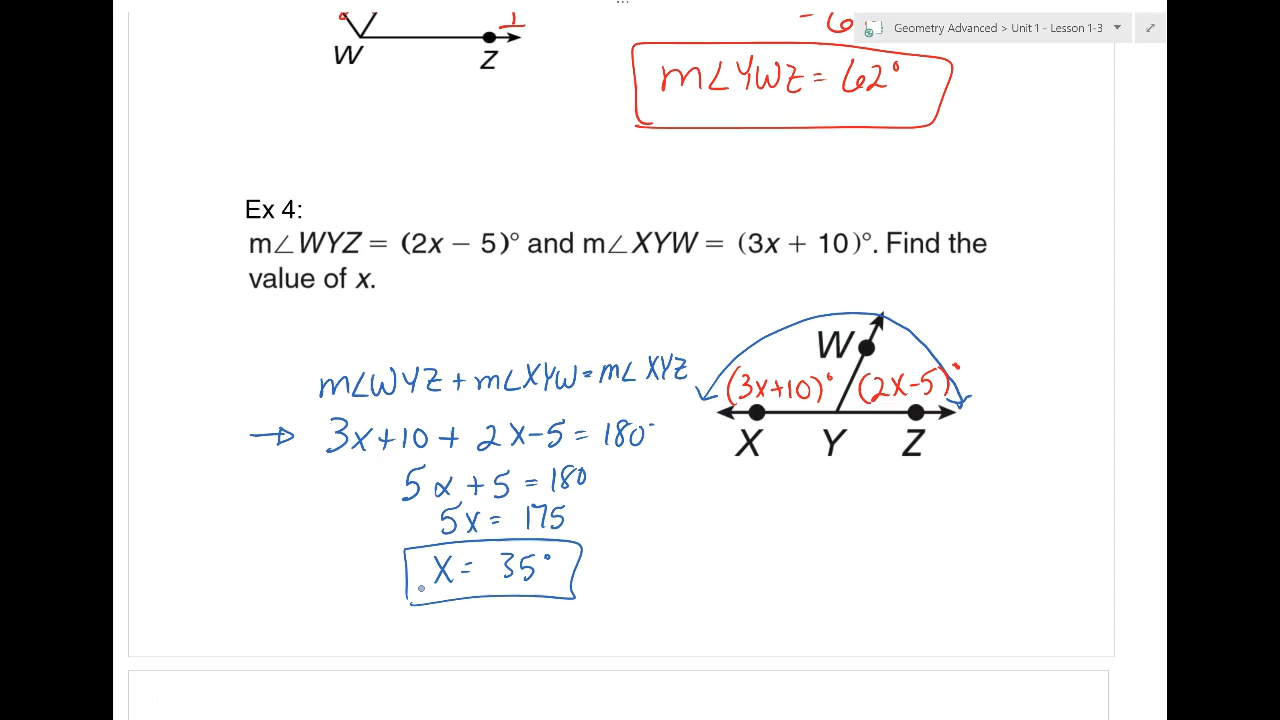 W
Z
Geometry Advanced > Unit 1 - Lesson 1-3
m∠YWZ = 62°
Ex 4:
m∠WYZ = (2x − 5)° and m∠XYW = (3x + 10)°. Find the
value of x.
W
m∠WYZ + m∠XYW = m∠XYZ
(3x+10)° (2x-5)°
→ 3x+10 + 2x-5 = 180°
X Y Z
5x + 5 = 180
5x = 175
x = 35°